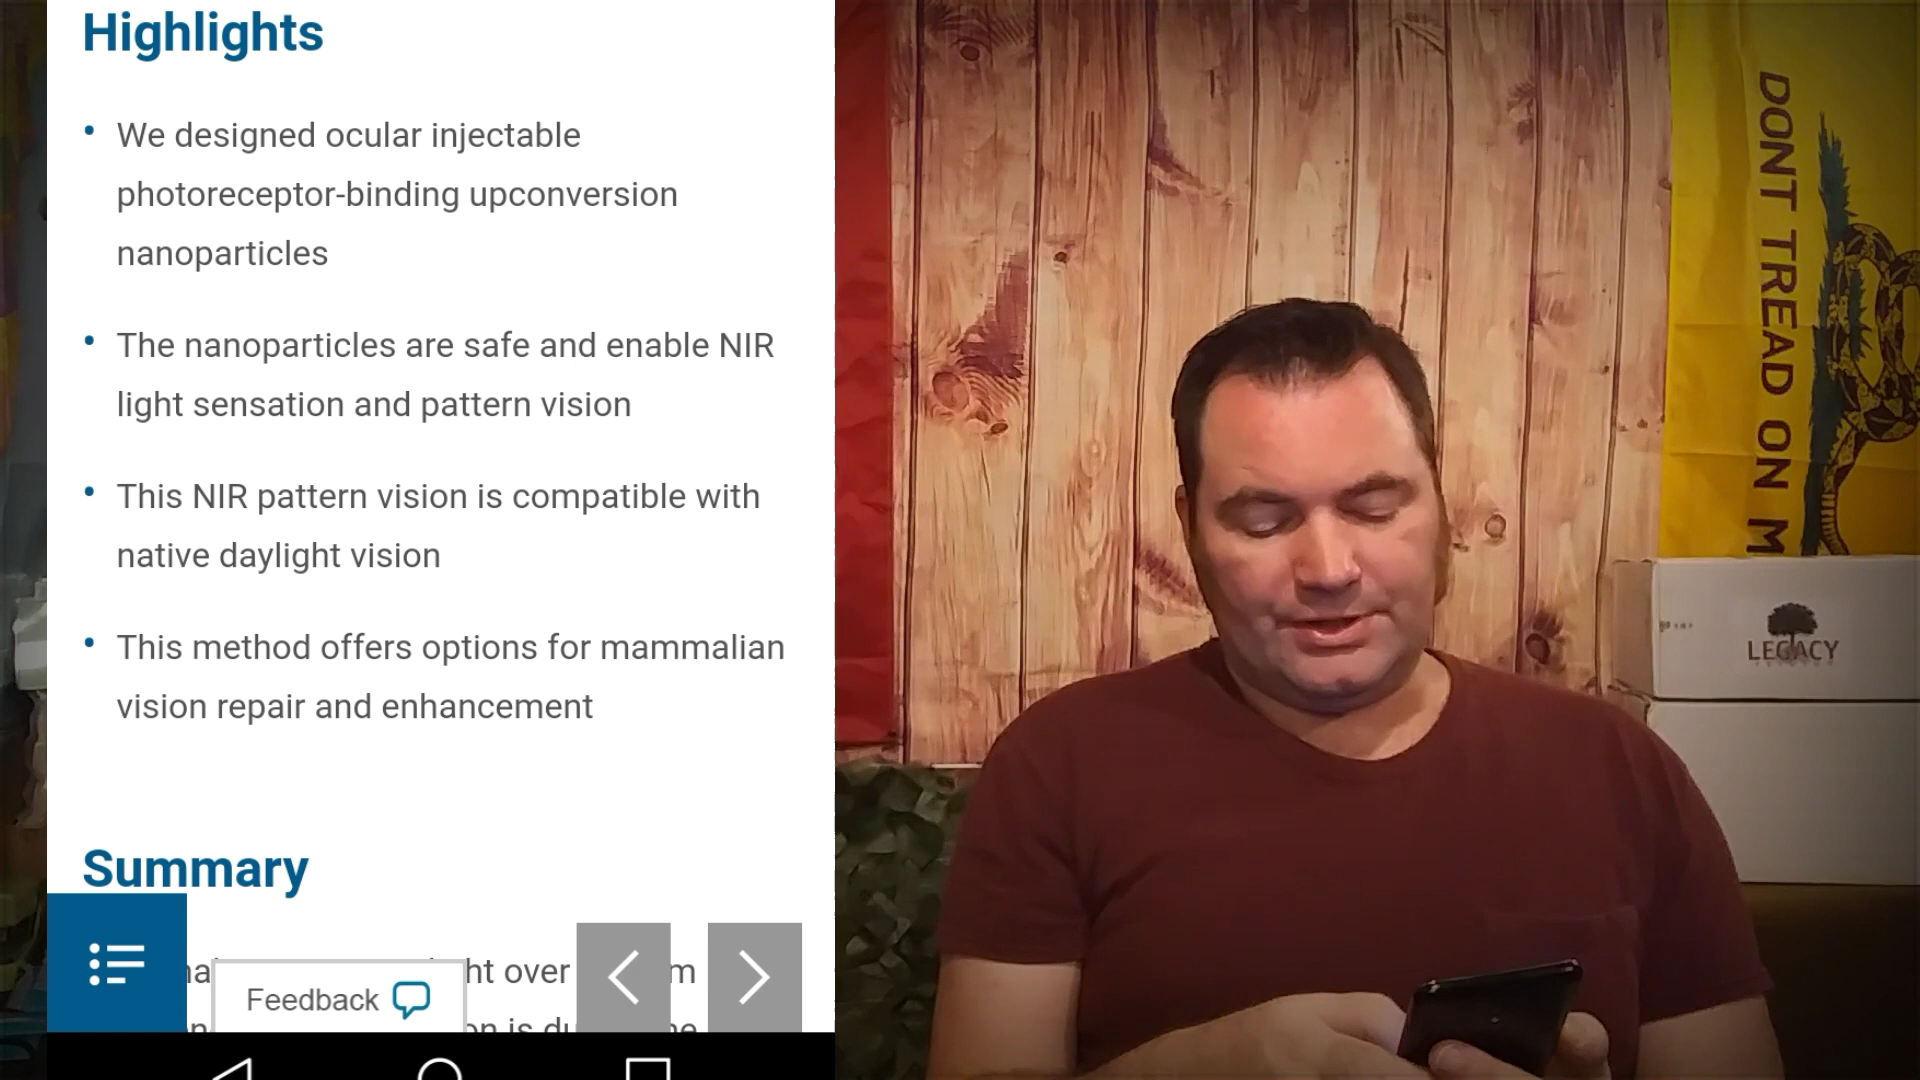 Highlights
• We designed ocular injectable
photoreceptor-binding upconversion
nanoparticles
• The nanoparticles are safe and enable NIR
light sensation and pattern vision
• This NIR pattern vision is compatible with
native daylight vision
• This method offers options for mammalian
vision repair and enhancement
Summary
ht over
Feedback
DONT TREAD ON M
LEGACY